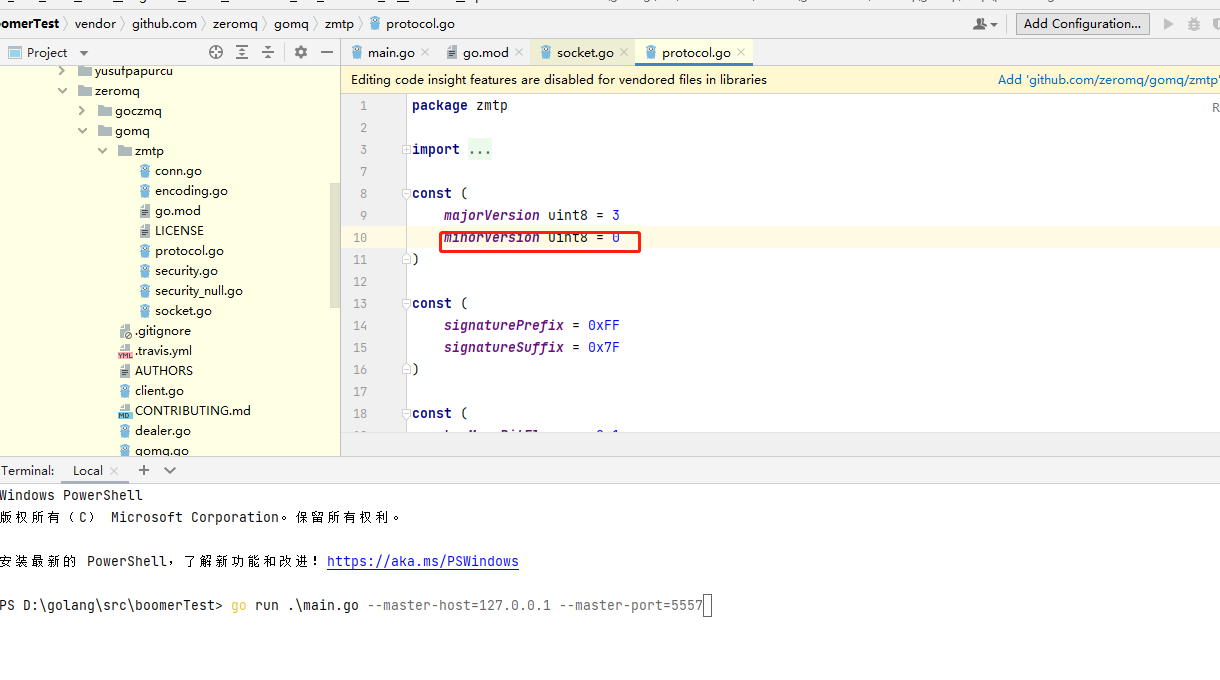 oomerTest vendor github.com zeromq gomq zmtp protocol.go
Add Configuration...
Project
main.go go.mod socket.go protocol.go
yusufpapurcu
zeromq
goczmq
gomq
zmtp
conn.go
encoding.go
go.mod
LICENSE
protocol.go
security.go
security_null.go
socket.go
.gitignore
YML .travis.yml
AUTHORS
client.go
MD CONTRIBUTING.md
dealer.go
gomq.go
Editing code insight features are disabled for vendored files in libraries
Add 'github.com/zeromq/gomq/zmtp'
R
1 package zmtp
2
3 import ...
7
8 const (
9 majorVersion uint8 = 3
10 minorVersion uint8 = 0
11 )
12
13 const (
14 signaturePrefix = 0xFF
15 signatureSuffix = 0x7F
16 )
17
18 const (
Terminal: Local
Windows PowerShell
版权所有（C） Microsoft Corporation。保留所有权利。
安装最新的 PowerShell，了解新功能和改进！https://aka.ms/PSWindows
PS D:\golang\src\boomerTest> go run .\main.go --master-host=127.0.0.1 --master-port=5557